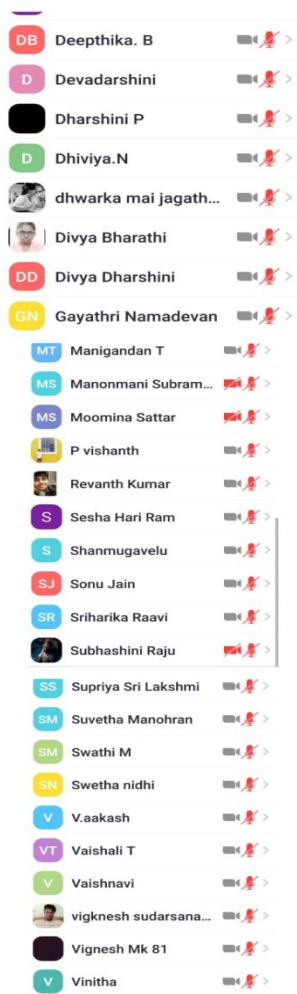 DB Deepthika. B
D Devadarshini
Dharshini P
D Dhiviya.N
dhwarka mai jagath...
Divya Bharathi
DD Divya Dharshini
GN Gayathri Namadevan
MT Manigandan T
MS Manonmani Subram...
MS Moomina Sattar
P vishanth
Revanth Kumar
S Sesha Hari Ram
S Shanmugavelu
SJ Sonu Jain
SR Sriharika Raavi
Subhashini Raju
SS Supriya Sri Lakshmi
SM Suvetha Manohran
SM Swathi M
SN Swetha nidhi
V V.aakash
VT Vaishali T
V Vaishnavi
vigknesh sudarsana...
Vignesh Mk 81
V Vinitha